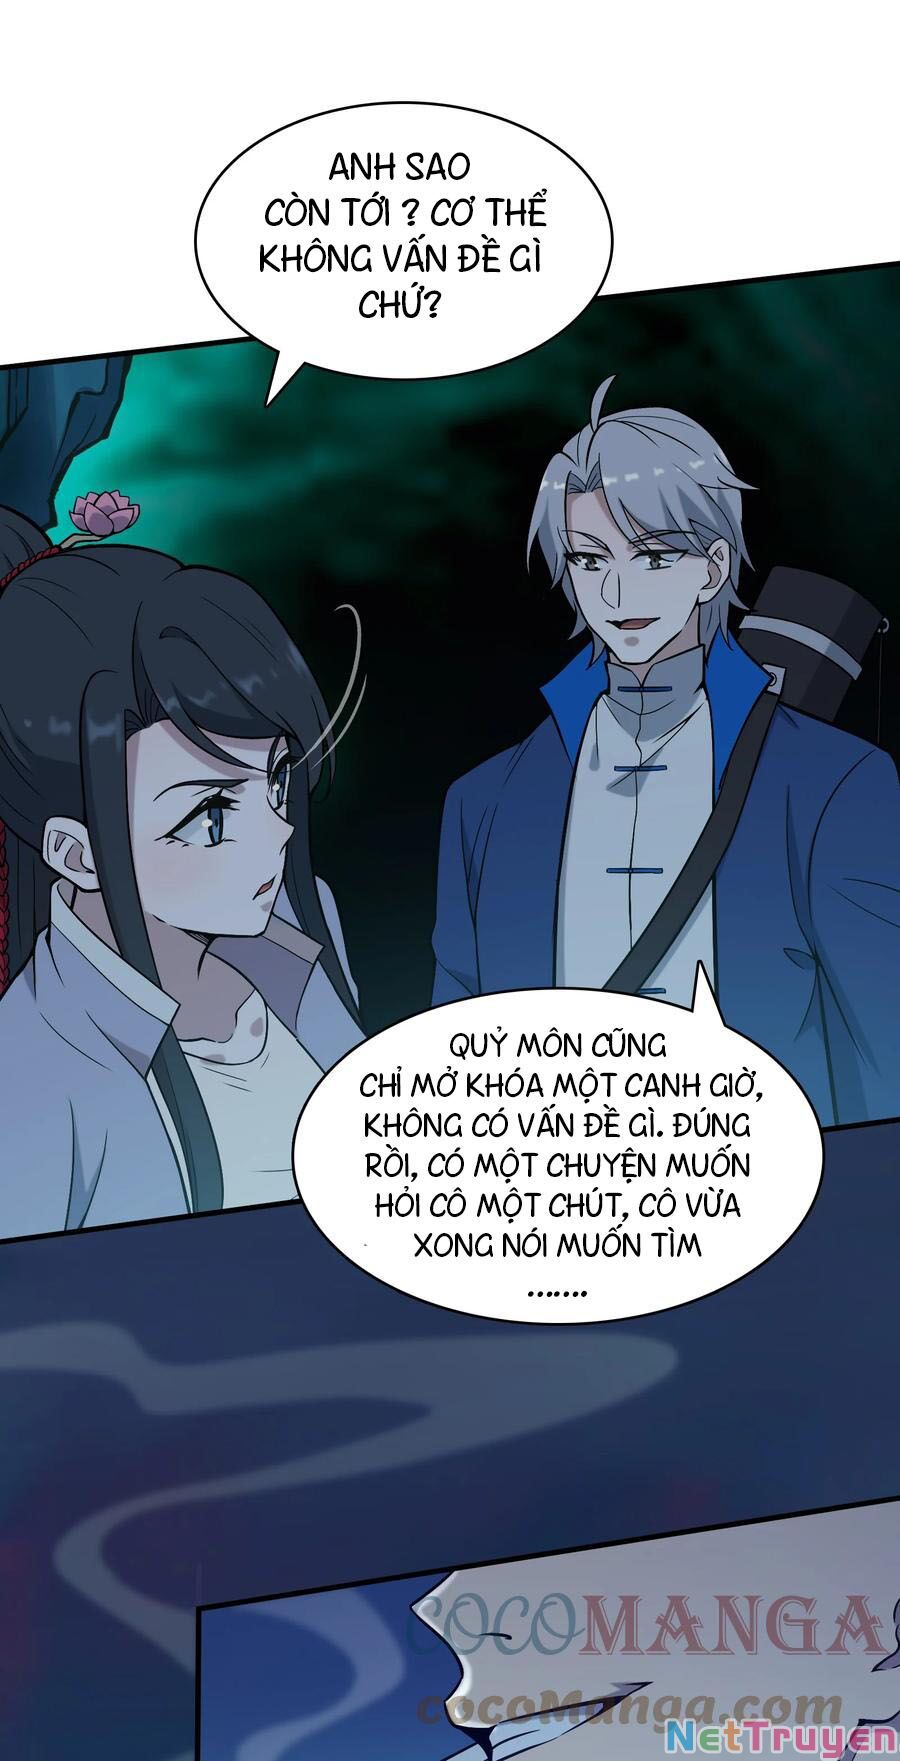 ANH SAO
CÒN TỚI ? CƠ THỂ
KHÔNG VẤN ĐỀ GÌ
CHỨ?
QUỶ MÔN CŨNG
CHỈ MỞ KHÓA MỘT CANH GIỜ,
KHÔNG CÓ VẤN ĐỀ GÌ. ĐÚNG
RỒI, CÓ MỘT CHUYỆN MUỐN
HỎI CÔ MỘT CHÚT, CÔ VỪA
XONG NÓI MUỐN TÌM
.......
COCOMANGA
cocoManga.com
NetTruyen